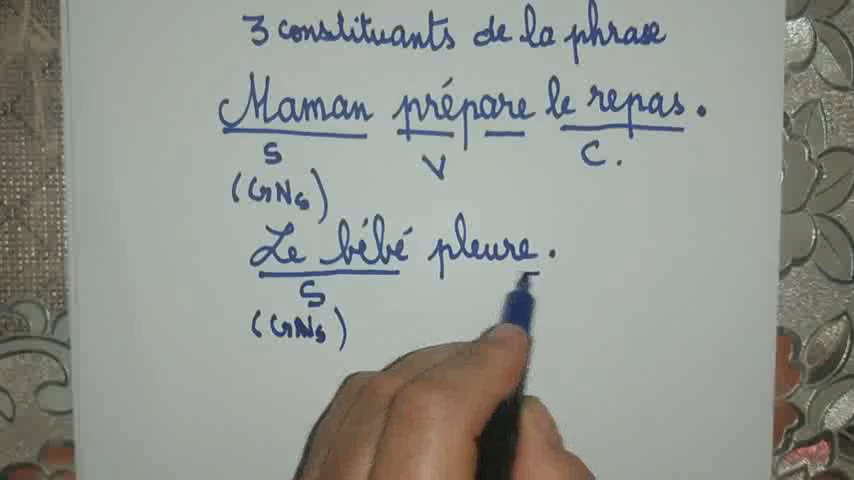 3 constituants de la phrase
Maman prépare le repas.
S V C.
(GNs)
Le bébé pleure.
S
(GNs)